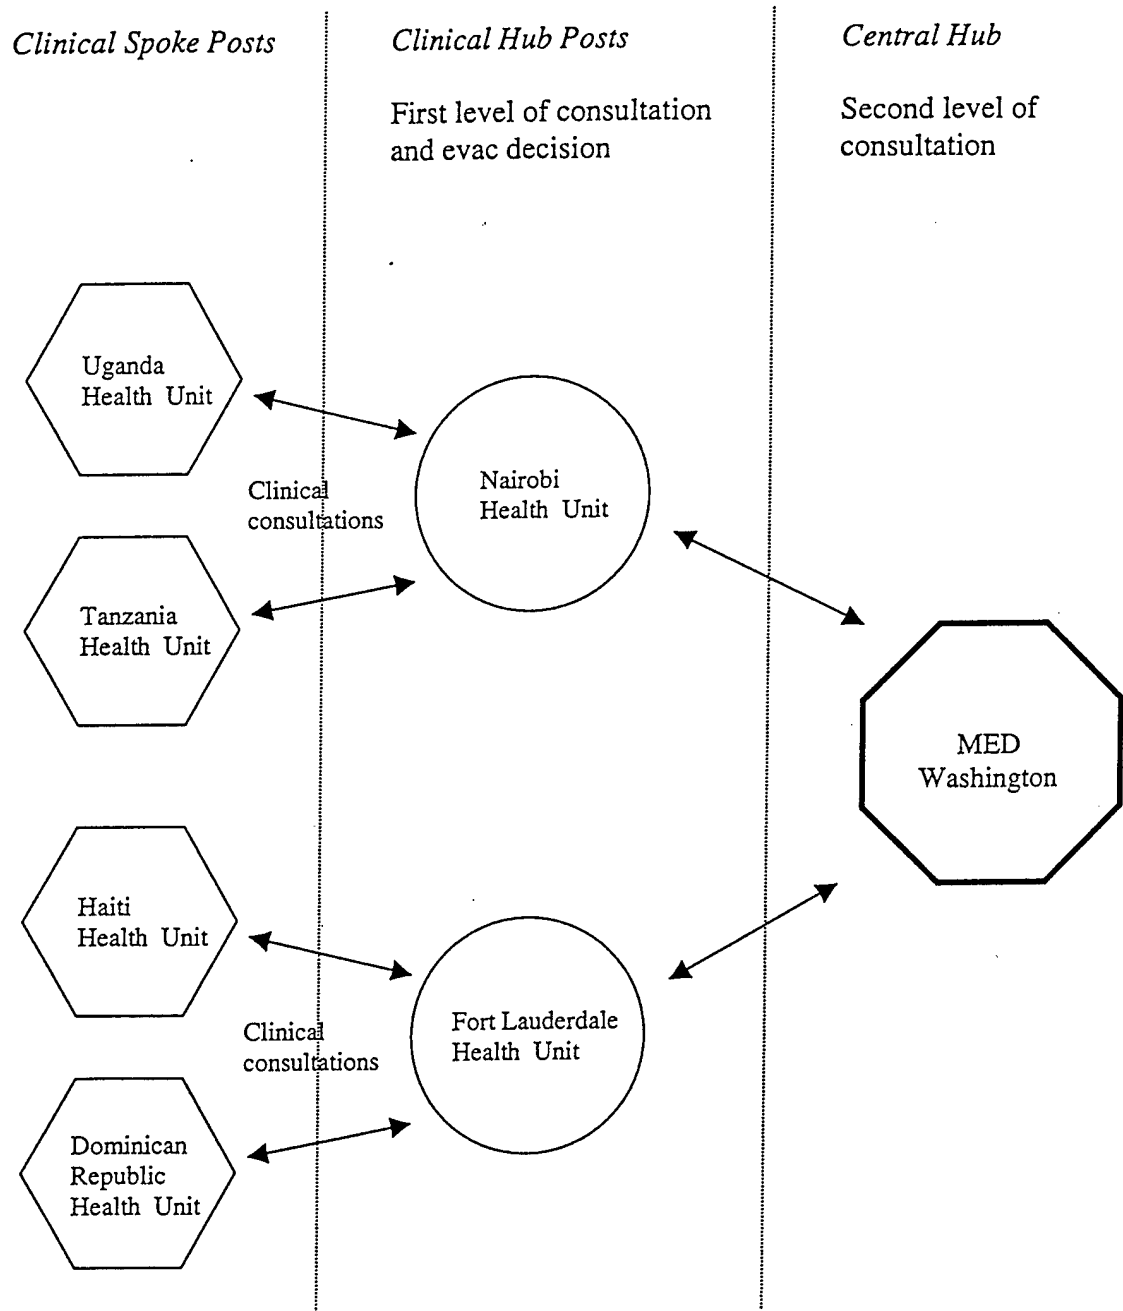 Clinical Spoke Posts
Clinical Hub Posts
Central Hub
First level of consultation
and evac decision
Second level of
consultation
Uganda
Health Unit
Clinical
consultations
Nairobi
Health Unit
Tanzania
Health Unit
MED
Washington
Haiti
Health Unit
Clinical
consultations
Fort Lauderdale
Health Unit
Dominican
Republic
Health Unit